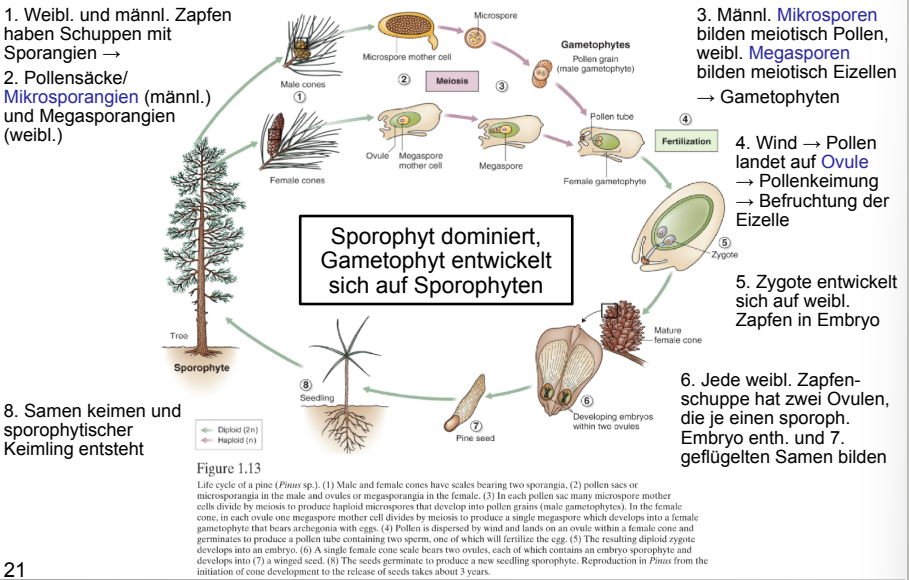 1. Weibl. und männl. Zapfen
haben Schuppen mit
Sporangien →
2. Pollensäcke/
Mikrosporangien (männl.)
und Megasporangien
(weibl.)
Male cones
①
Microspore mother cell
②
Meiosis
③
Microspore
Gametophytes
Pollen grain
(male gametophyte)
3. Männl. Mikrosporen
bilden meiotisch Pollen,
weibl. Megasporen
bilden meiotisch Eizellen
→ Gametophyten
Female cones
Ovule
Megaspore
mother cell
Megaspore
Pollen tube
Female gametophyte
④
Fertilization
4. Wind → Pollen
landet auf Ovule
→ Pollenkeimung
→ Befruchtung der
Eizelle
Sporophyt dominiert,
Gametophyt entwickelt
sich auf Sporophyten
⑤
Zygote
5. Zygote entwickelt
sich auf weibl.
Zapfen in Embryo
Mature
female cone
⑥
Developing embryos
within two ovules
6. Jede weibl. Zapfen-
schuppe hat zwei Ovulen,
die je einen sporoph.
Embryo enth. und 7.
geflügelten Samen bilden
⑦
Pine seed
⑧
Seedling
Tree
Sporophyte
8. Samen keimen und
sporophytischer
Keimling entsteht
Diploid (2n)
Haploid (n)
Figure 1.13
Life cycle of a pine (Pinus sp.). (1) Male and female cones have scales bearing two sporangia, (2) pollen sacs or
microsporangia in the male and ovules or megasporangia in the female. (3) In each pollen sac many microspore mother
cells divide by meiosis to produce haploid microspores that develop into pollen grains (male gametophytes). In the female
cone, in each ovule one megaspore mother cell divides by meiosis to produce a single megaspore which develops into a female
gametophyte that bears archegonia with eggs. (4) Pollen is dispersed by wind and lands on an ovule within a female cone and
germinates to produce a pollen tube containing two sperm, one of which will fertilize the egg. (5) The resulting diploid zygote
develops into an embryo. (6) A single female cone scale bears two ovules, each of which contains an embryo sporophyte and
develops into (7) a winged seed. (8) The seeds germinate to produce a new seedling sporophyte. Reproduction in Pinus from the
initiation of cone development to the release of seeds takes about 3 years.
21